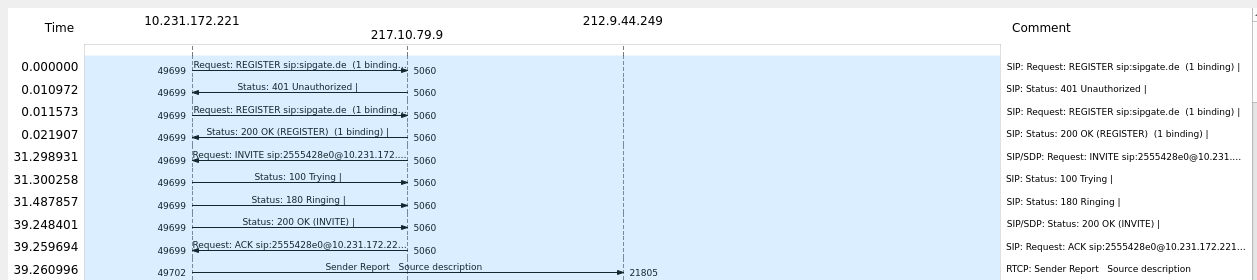 10.231.172.221 212.9.44.249
Time 217.10.79.9 Comment
0.000000 49699 Request: REGISTER sip:sipgate.de (1 binding... 5060 SIP: Request: REGISTER sip:sipgate.de (1 binding) |
0.010972 49699 Status: 401 Unauthorized | 5060 SIP: Status: 401 Unauthorized |
0.011573 49699 Request: REGISTER sip:sipgate.de (1 binding... 5060 SIP: Request: REGISTER sip:sipgate.de (1 binding) |
0.021907 49699 Status: 200 OK (REGISTER) (1 binding) | 5060 SIP: Status: 200 OK (REGISTER) (1 binding) |
31.298931 49699 Request: INVITE sip:2555428e0@10.231.172.... 5060 SIP/SDP: Request: INVITE sip:2555428e0@10.231....
31.300258 49699 Status: 100 Trying | 5060 SIP: Status: 100 Trying |
31.487857 49699 Status: 180 Ringing | 5060 SIP: Status: 180 Ringing |
39.248401 49699 Status: 200 OK (INVITE) | 5060 SIP/SDP: Status: 200 OK (INVITE) |
39.259694 49699 Request: ACK sip:2555428e0@10.231.172.22... 5060 SIP: Request: ACK sip:2555428e0@10.231.172.221...
39.260996 49702 Sender Report Source description 21805 RTCP: Sender Report Source description